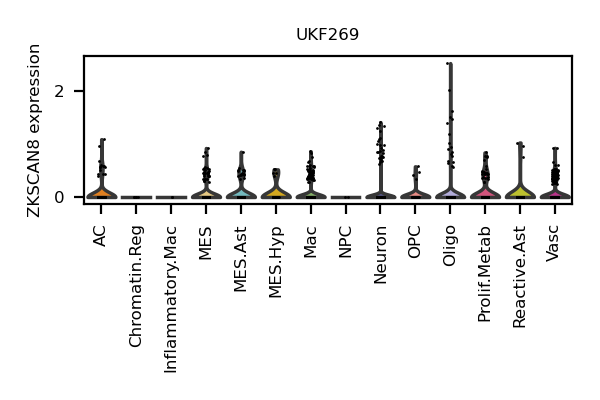 UKF269
ZKSCAN8 expression
2
0
AC
Chromatin.Reg
Inflammatory.Mac
MES
MES.Ast
MES.Hyp
Mac
NPC
Neuron
OPC
Oligo
Prolif.Metab
Reactive.Ast
Vasc